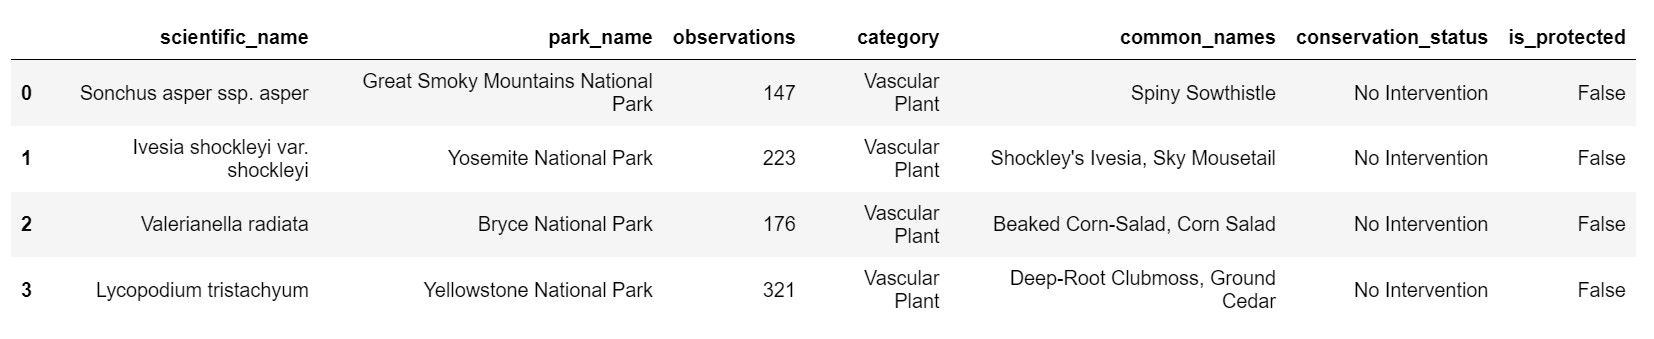 scientific_name park_name observations category common_names conservation_status is_protected
0 Sonchus asper ssp. asper Great Smoky Mountains National Park 147 Vascular Plant Spiny Sowthistle No Intervention False
1 Ivesia shockleyi var. shockleyi Yosemite National Park 223 Vascular Plant Shockley's Ivesia, Sky Mousetail No Intervention False
2 Valerianella radiata Bryce National Park 176 Vascular Plant Beaked Corn-Salad, Corn Salad No Intervention False
3 Lycopodium tristachyum Yellowstone National Park 321 Vascular Plant Deep-Root Clubmoss, Ground Cedar No Intervention False